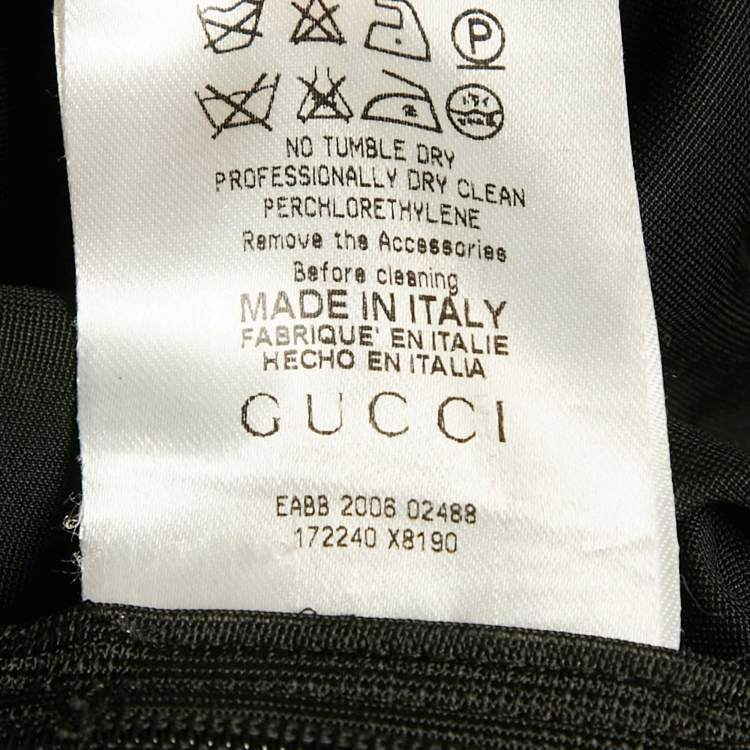 P
NO TUMBLE DRY
PROFESSIONALLY DRY CLEAN
PERCHLORETHYLENE
Remove the Accessories
Before cleaning
MADE IN ITALY
FABRIQUE' EN ITALIE
HECHO EN ITALIA
GUCCI
EABB 2006 02488
172240 X8190